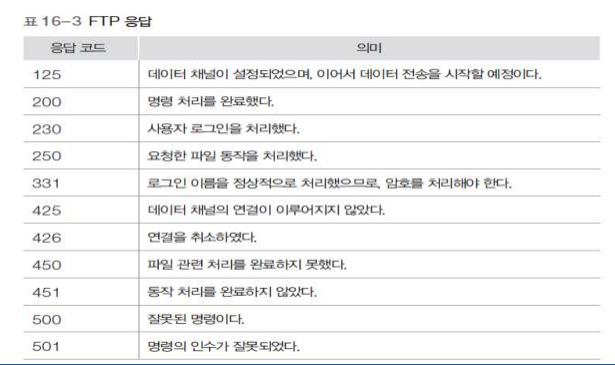 표 16-3 FTP 응답
응답 코드 의미
125 데이터 채널이 설정되었으며, 이어서 데이터 전송을 시작할 예정이다.
200 명령 처리를 완료했다.
230 사용자 로그인을 처리했다.
250 요청한 파일 동작을 처리했다.
331 로그인 이름을 정상적으로 처리했으므로, 암호를 처리해야 한다.
425 데이터 채널의 연결이 이루어지지 않았다.
426 연결을 취소하였다.
450 파일 관련 처리를 완료하지 못했다.
451 동작 처리를 완료하지 않았다.
500 잘못된 명령이다.
501 명령의 인수가 잘못되었다.